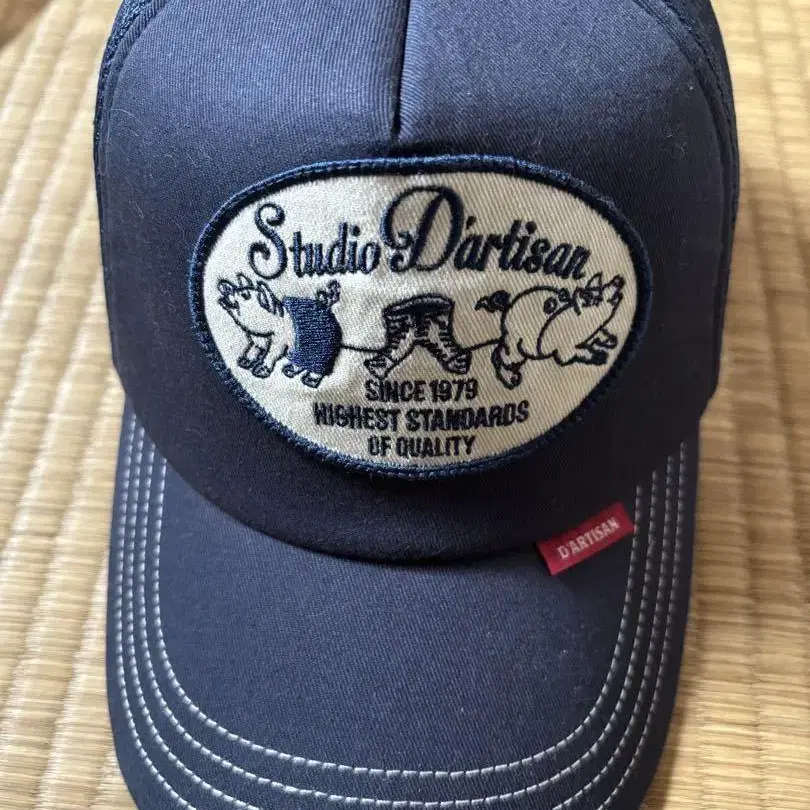 Studio D'artisan
SINCE 1979
HIGHEST STANDARDS
OF QUALITY
D'ARTISAN